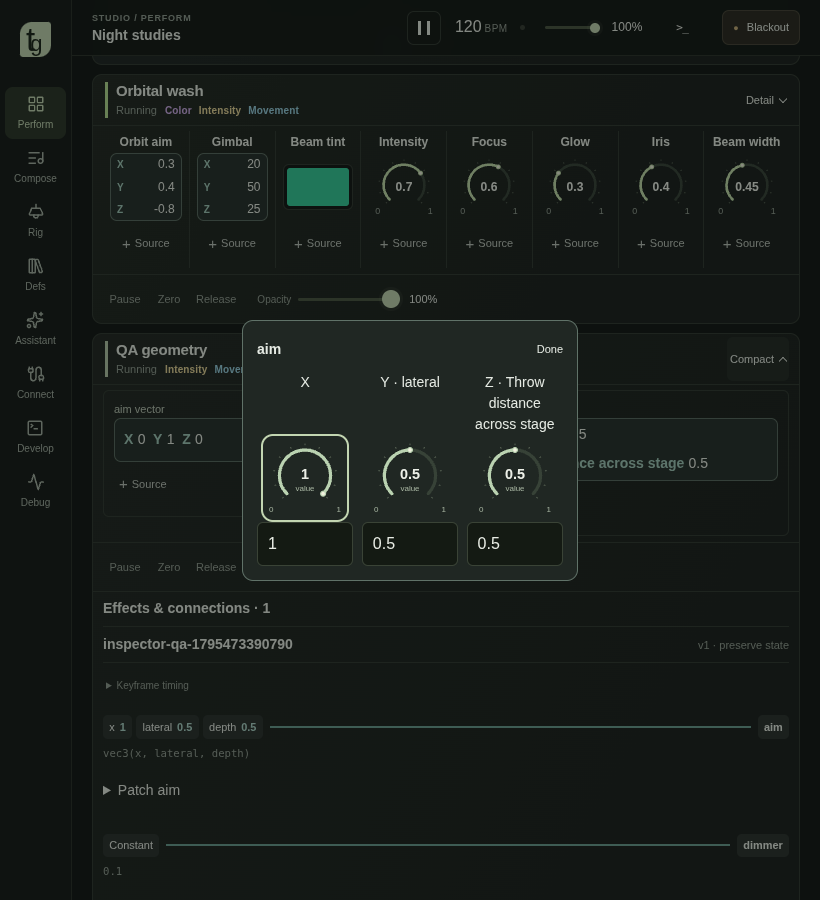 tg
STUDIO / PERFORM
Night studies
120 BPM
100%
>_
Blackout
Perform
Compose
Rig
Defs
Assistant
Connect
Develop
Debug
Orbital wash
Running Color Intensity Movement
Detail
Orbit aim Gimbal Beam tint Intensity Focus Glow Iris Beam width
X 0.3 X 20
Y 0.4 Y 50
Z -0.8 Z 25
0.7 0.6 0.3 0.4 0.45
0 1 0 1 0 1 0 1 0 1
+ Source + Source + Source + Source + Source + Source + Source + Source
Pause Zero Release Opacity 100%
QA geometry
Running Intensity
Compact
aim vector
X 0 Y 1 Z 0
+ Source
5
ce across stage 0.5
aim Done
X Y · lateral Z · Throw
distance
across stage
1 0.5 0.5
value value value
0 1 0 1 0 1
1 0.5 0.5
Pause Zero Release
Effects & connections · 1
inspector-qa-1795473390790 v1 · preserve state
Keyframe timing
x 1 lateral 0.5 depth 0.5 aim
vec3(x, lateral, depth)
Patch aim
Constant dimmer
0.1